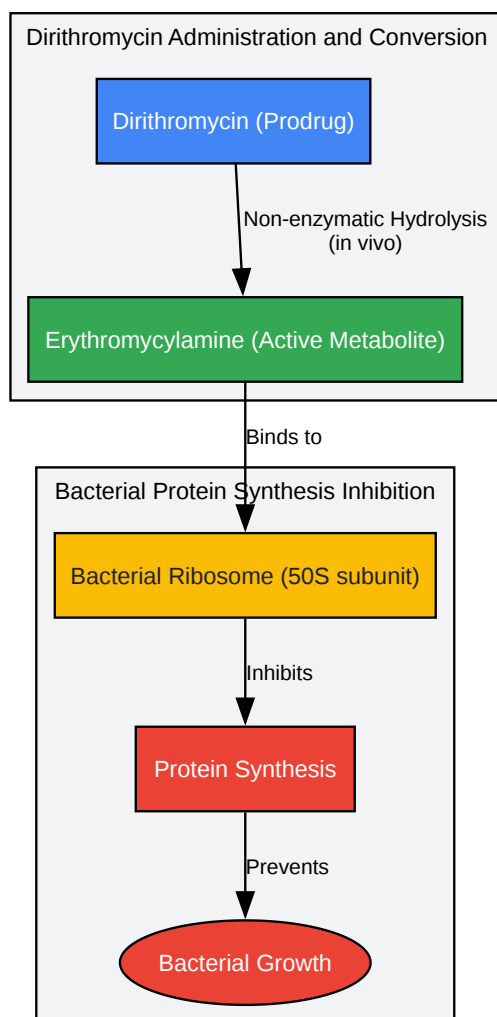 Dirithromycin Administration and Conversion
Dirithromycin (Prodrug)
Non-enzymatic Hydrolysis
(in vivo)
Erythromycylamine (Active Metabolite)
Binds to
Bacterial Protein Synthesis Inhibition
Bacterial Ribosome (50S subunit)
Inhibits
Protein Synthesis
Prevents
Bacterial Growth